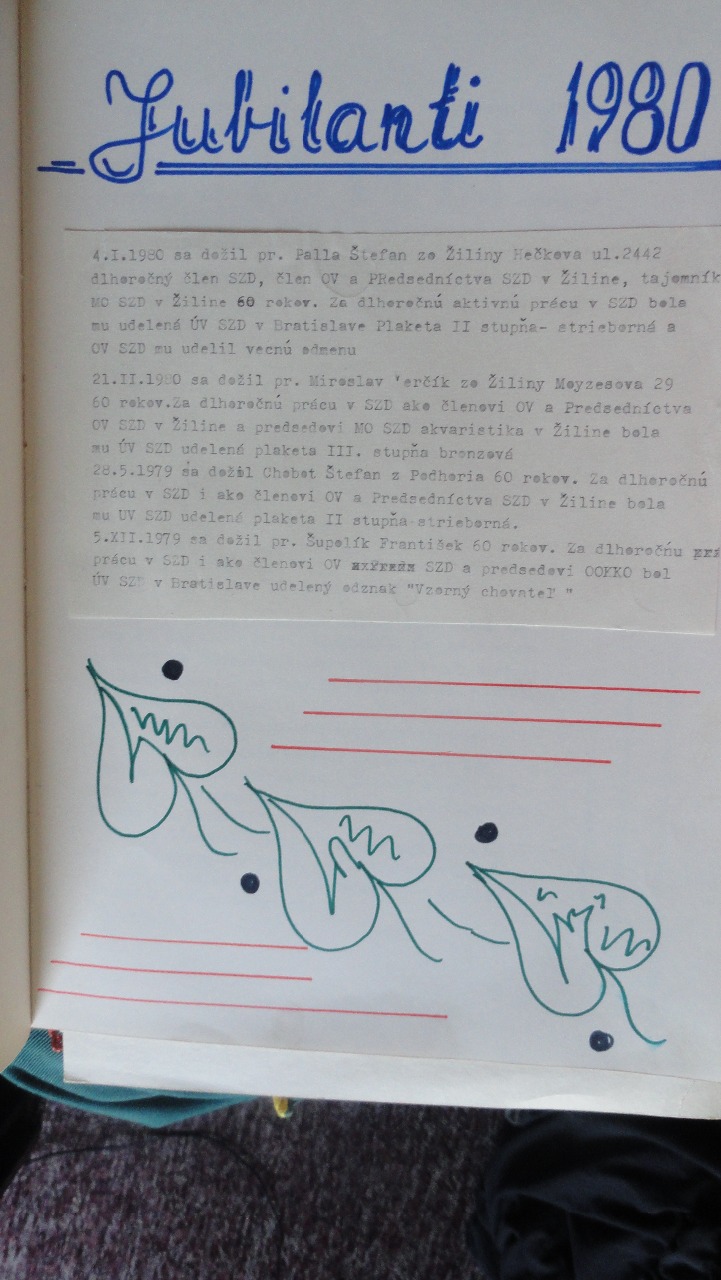 Jubilanti 1980
4.I.1980 sa dožil pr. Palla Štefan zo Žiliny Hečkova ul.2442
dlhoročný člen SZD, člen OV a PRedsedníctva SZD v Žiline, tajomník
MO SZD v Žiline 60 rokov. Za dlhoročnú aktívnú prácu v SZD bola
mu udelená ÚV SZD v Bratislave Plaketa II stupňa- strieborná a
OV SZD mu udelil vecnú odmenu
21.II.1980 sa dožil pr. Miroslav zo Žiliny Moyzesova 29
60 rokov.Za dlhoročnú prácu v SZD ako členovi OV a Predsedníctva
OV SZD v Žiline a predsedovi MO SZD akvaristika v Žiline bola
mu ÚV SZD udelená plaketa III. stupňa bronzová
28.5.1979 sa dožil Chobot Štefan z Podhoria 60 rokov. Za dlhoročnú
prácu v SZD i ako členovi OV a Predsedníctva SZD v Žiline bola
mu UV SZD udelená plaketa II stupňa strieborná.
5.XII.1979 sa dožil pr. Šupolík František 60 rokov. Za dlhoročńu
prácu v SZD i ako členovi OV SZD a predsedovi OOKKO bol
ÚV SZD v Bratislave udelený odznak "Vzorný chovateľ "